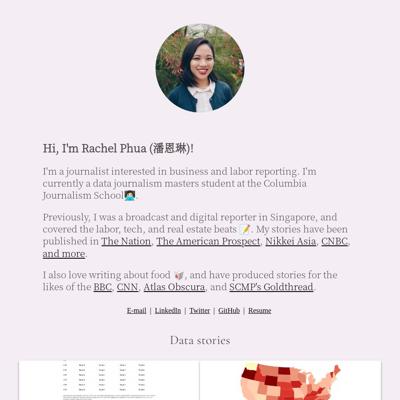 Hi, I'm Rachel Phua (潘恩琳)!
I'm a journalist interested in business and labor reporting. I'm
currently a data journalism masters student at the Columbia
Journalism School👩🏻‍💻.
Previously, I was a broadcast and digital reporter in Singapore, and
covered the labor, tech, and real estate beats 📝. My stories have been
published in The Nation, The American Prospect, Nikkei Asia, CNBC,
and more.
I also love writing about food 🥡, and have produced stories for the
likes of the BBC, CNN, Atlas Obscura, and SCMP's Goldthread.
E-mail | LinkedIn | Twitter | GitHub | Resume
Data stories